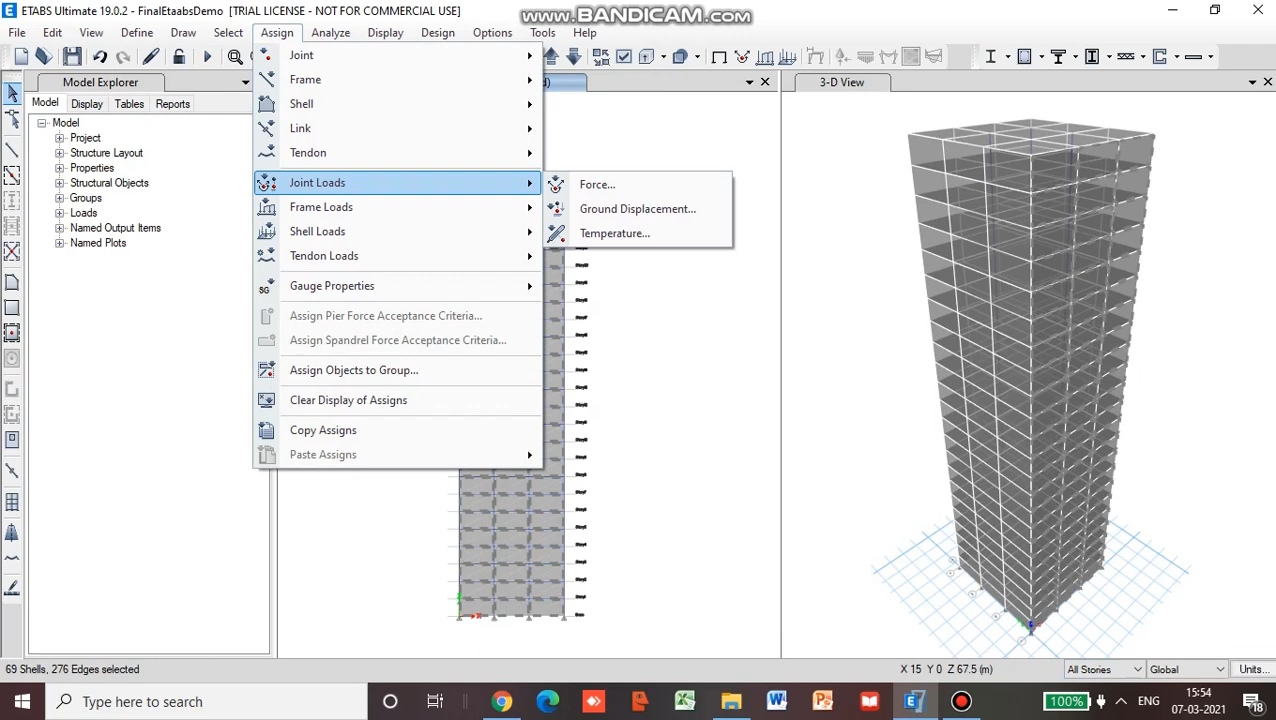 ETABS Ultimate 19.0.2 - FinalEtaabsDemo [TRIAL LICENSE - NOT FOR COMMERCIAL USE]
www.BANDICAM.com
File Edit View Define Draw Select Assign Analyze Display Design Options Tools Help
Model Explorer
3-D View
Model Display Tables Reports
Model
Project
Structure Layout
Properties
Structural Objects
Groups
Loads
Named Output Items
Named Plots
Joint
Frame
Shell
Link
Tendon
Joint Loads
Frame Loads
Shell Loads
Tendon Loads
Gauge Properties
Assign Pier Force Acceptance Criteria...
Assign Spandrel Force Acceptance Criteria...
Assign Objects to Group...
Clear Display of Assigns
Copy Assigns
Paste Assigns
Force...
Ground Displacement...
Temperature...
69 Shells, 276 Edges selected
X 15 Y 0 Z 67.5 (m)
All Stories
Global
Units...
Type here to search
100%
ENG
15:54
07-03-2021
18